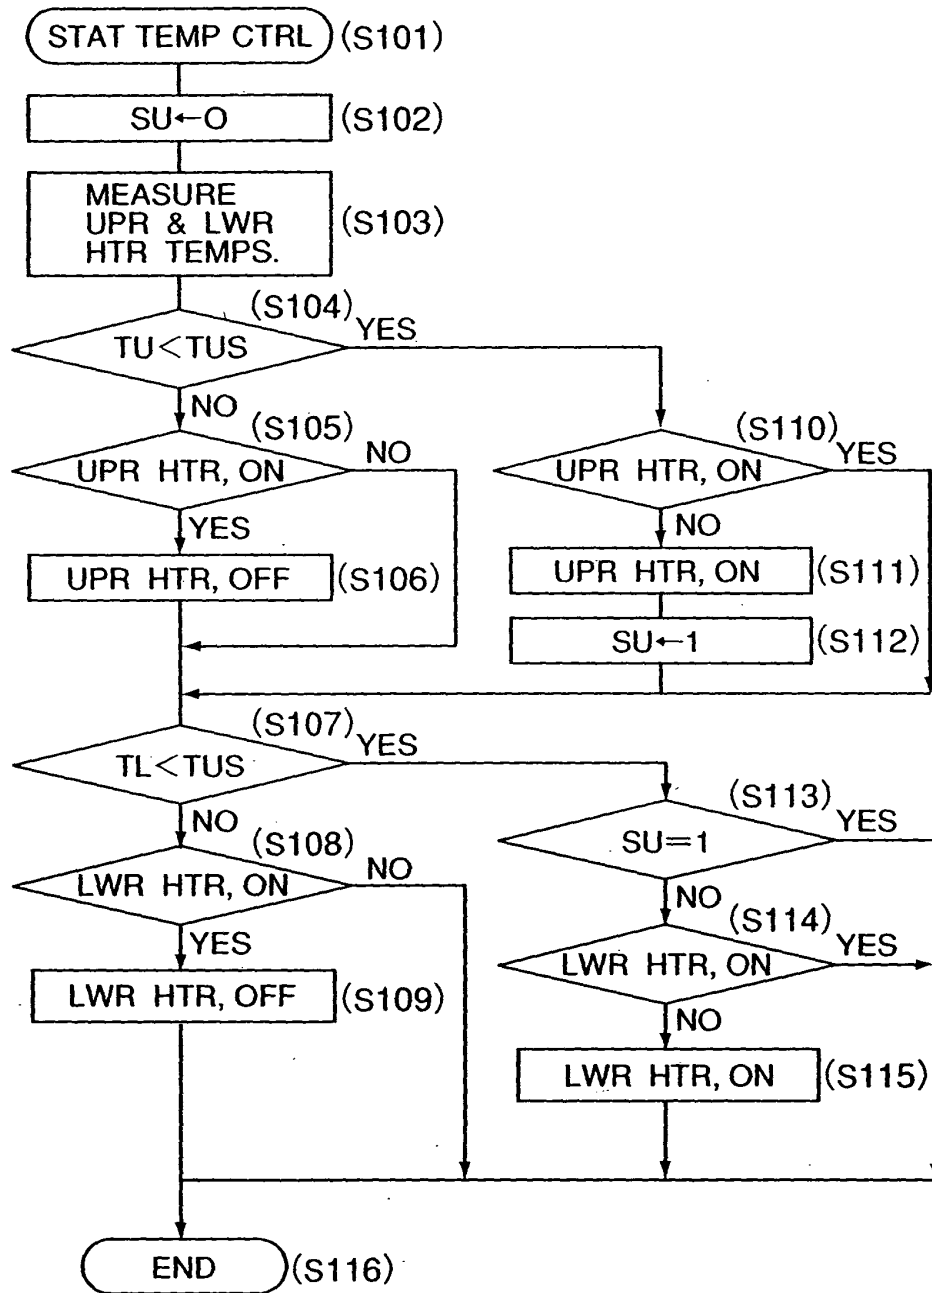 STAT TEMP CTRL (S101)
SU←O (S102)
MEASURE
UPR & LWR
HTR TEMPS.
(S103)
(S104)
TU<TUS
YES
NO
(S105)
UPR HTR, ON
NO
YES
UPR HTR, OFF (S106)
(S110)
UPR HTR, ON
YES
NO
UPR HTR, ON (S111)
SU←1 (S112)
(S107)
TL<TUS
YES
NO
(S108)
LWR HTR, ON
NO
YES
LWR HTR, OFF (S109)
(S113)
SU=1
YES
NO
(S114)
LWR HTR, ON
YES
NO
LWR HTR, ON (S115)
END (S116)